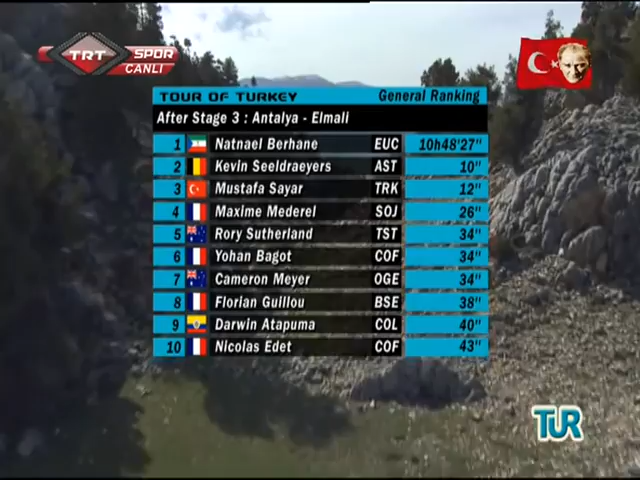 TRT SPOR
CANLI
TOUR OF TURKEY General Ranking
After Stage 3 : Antalya - Elmali
1 Natnael Berhane EUC 10h48'27"
2 Kevin Seeldraeyers AST 10"
3 Mustafa Sayar TRK 12"
4 Maxime Mederel SOJ 26"
5 Rory Sutherland TST 34"
6 Yohan Bagot COF 34"
7 Cameron Meyer OGE 34"
8 Florian Guillou BSE 38"
9 Darwin Atapuma COL 40"
10 Nicolas Edet COF 43"
TUR